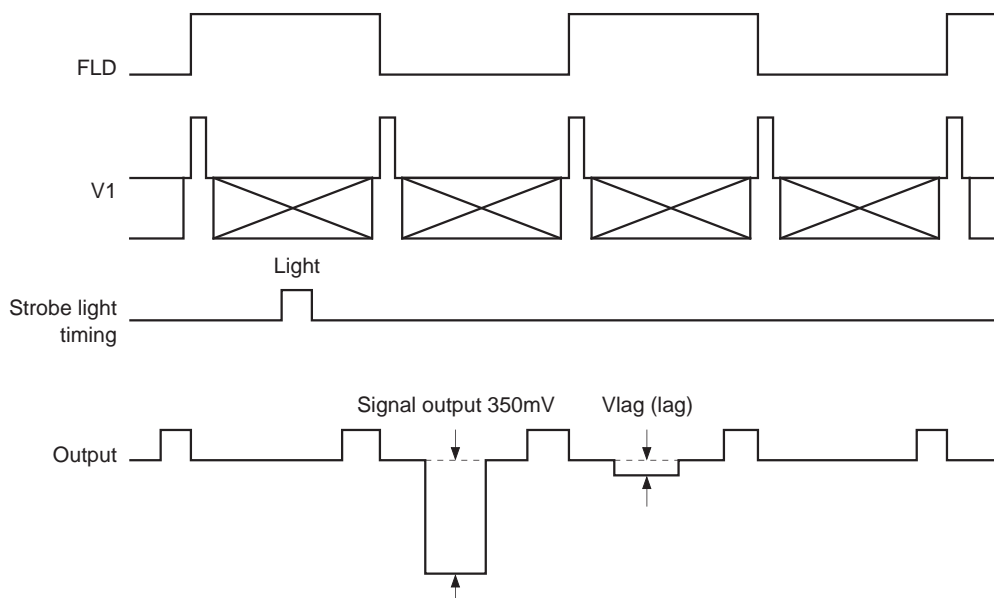 FLD
V1
Light
Strobe light
timing
Signal output 350mV
Vlag (lag)
Output